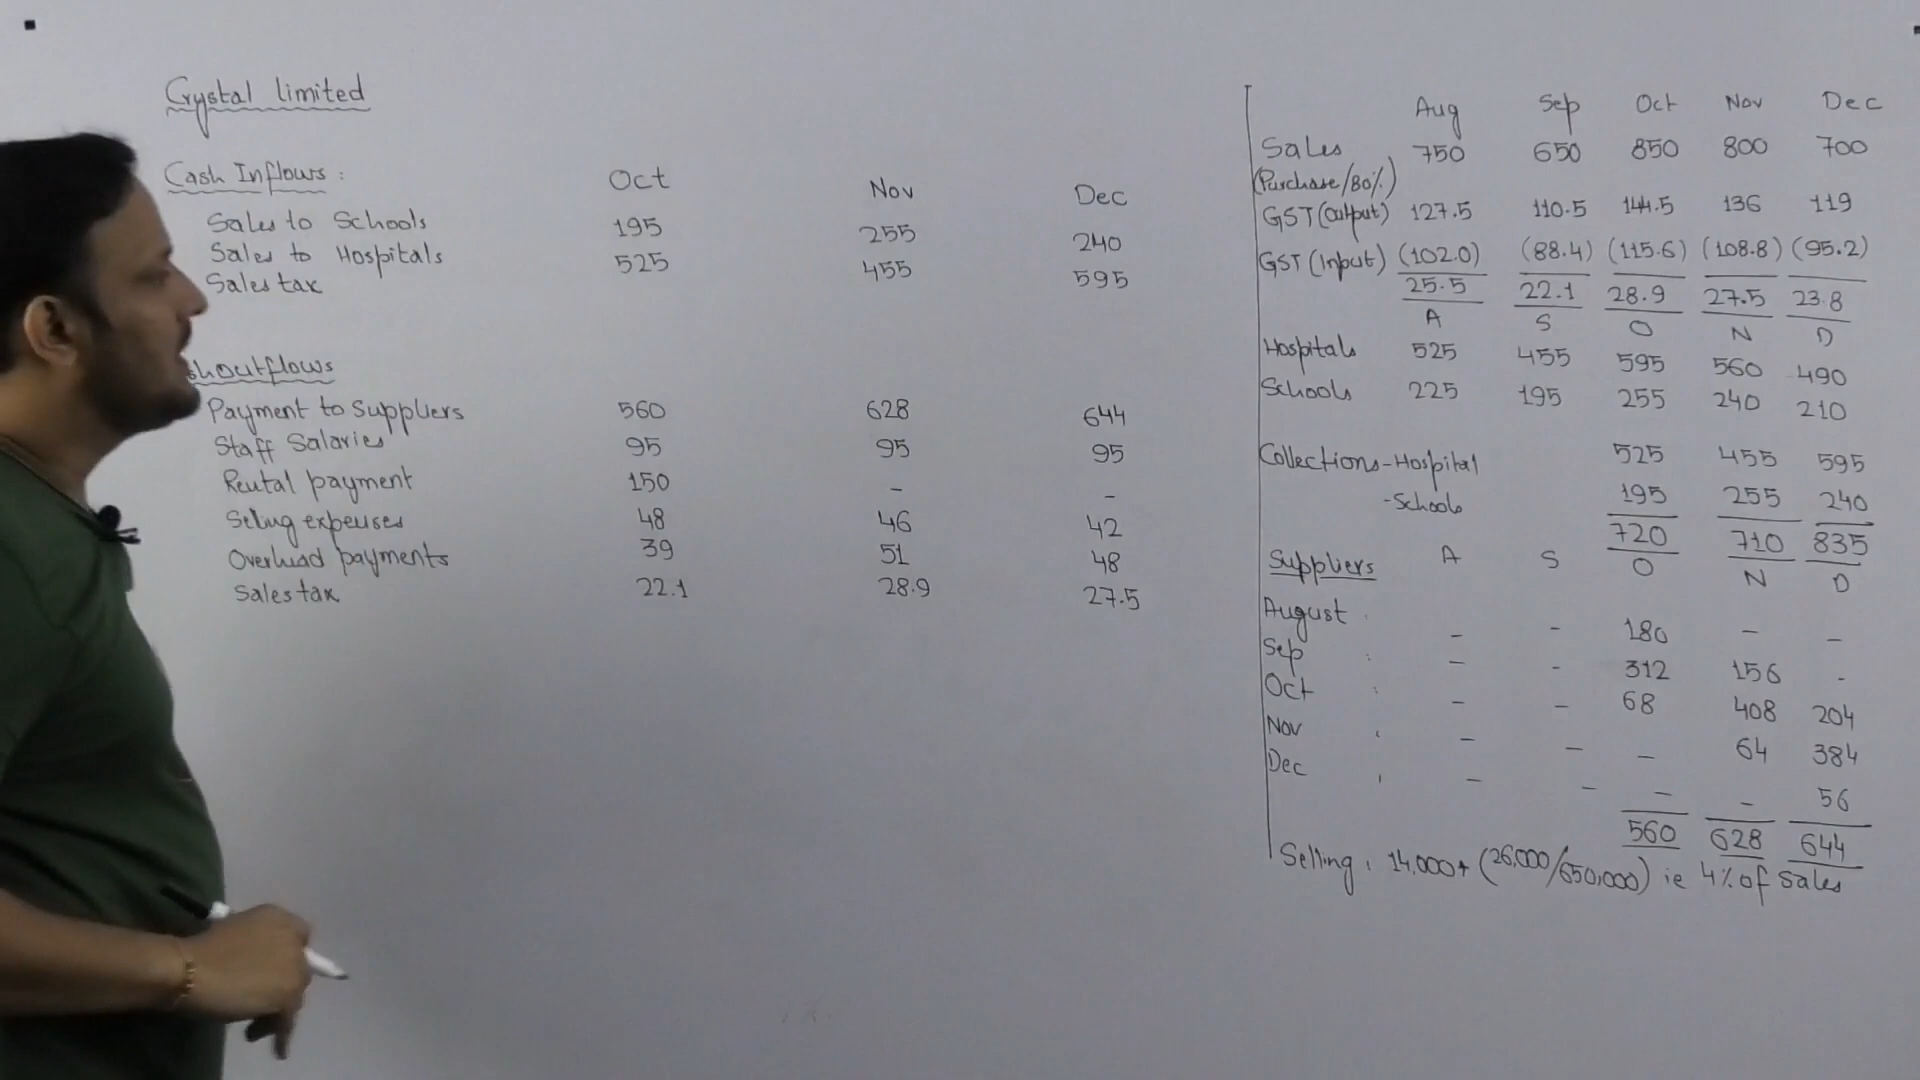 Crystal limited
Cash Inflows : Oct Nov Dec
Sales to Schools 195 255 240
Sales to Hospitals 525 455 595
Sales tax
shoutflows
Payment to Suppliers 560 628 644
Staff Salaries 95 95 95
Rental payment 150 - -
Selling expenses 48 46 42
Overhead payments 39 51 48
Sales tax 22.1 28.9 27.5
Aug Sep Oct Nov Dec
Sales 750 650 850 800 700
(Purchase/80%)
GST (Output) 127.5 110.5 144.5 136 119
GST (Input) (102.0) (88.4) (115.6) (108.8) (95.2)
25.5 22.1 28.9 27.5 23.8
A S O N D
Hospitals 525 455 595 560 490
Schools 225 195 255 240 210
Collections - Hospital 525 455 595
- Schools 195 255 240
720 710 835
Suppliers A S O N D
August - - 180 - -
Sep - - 312 156 -
Oct - - 68 408 204
Nov - - - 64 384
Dec - - - - 56
560 628 644
Selling : 14,000+ (26,000/650,000) ie 4% of Sales